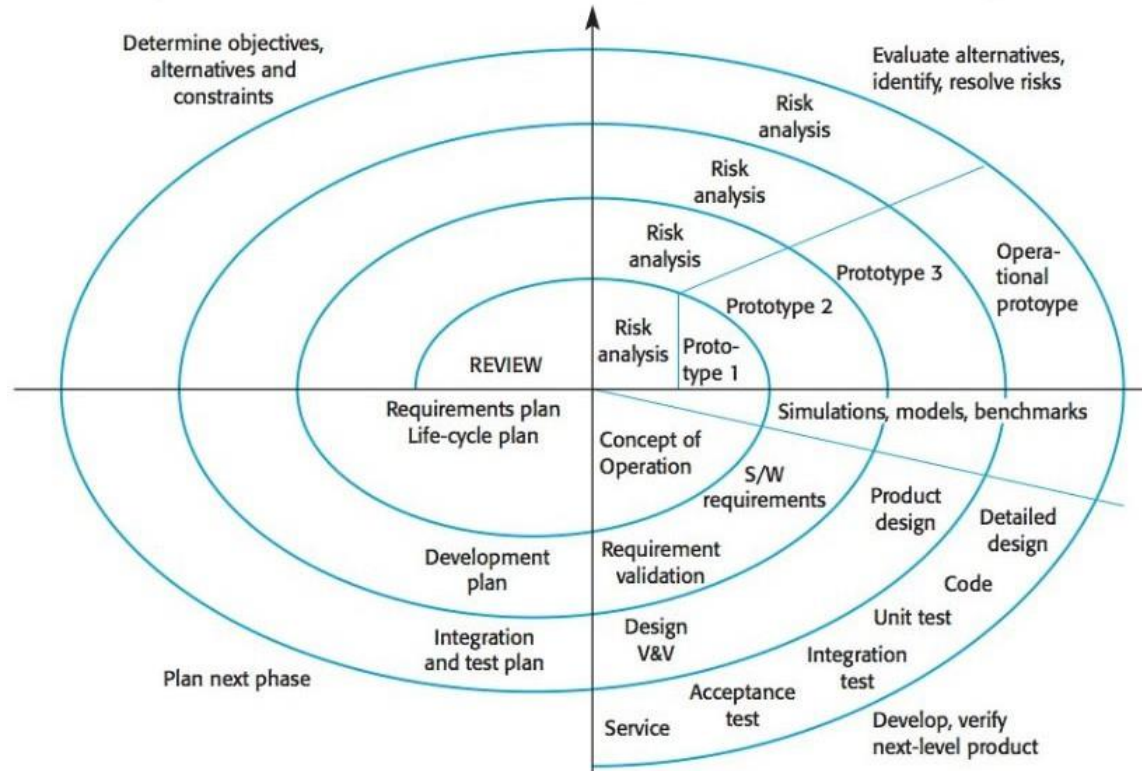 Determine objectives,
alternatives and
constraints
Evaluate alternatives,
identify, resolve risks
Risk
analysis
Risk
analysis
Risk
analysis
Risk
analysis
Proto-
type 1
Prototype 2
Prototype 3
Opera-
tional
protoype
REVIEW
Requirements plan
Life-cycle plan
Simulations, models, benchmarks
Concept of
Operation
S/W
requirements
Product
design
Detailed
design
Development
plan
Requirement
validation
Code
Unit test
Integration
and test plan
Design
V&V
Integration
test
Plan next phase
Acceptance
test
Service
Develop, verify
next-level product